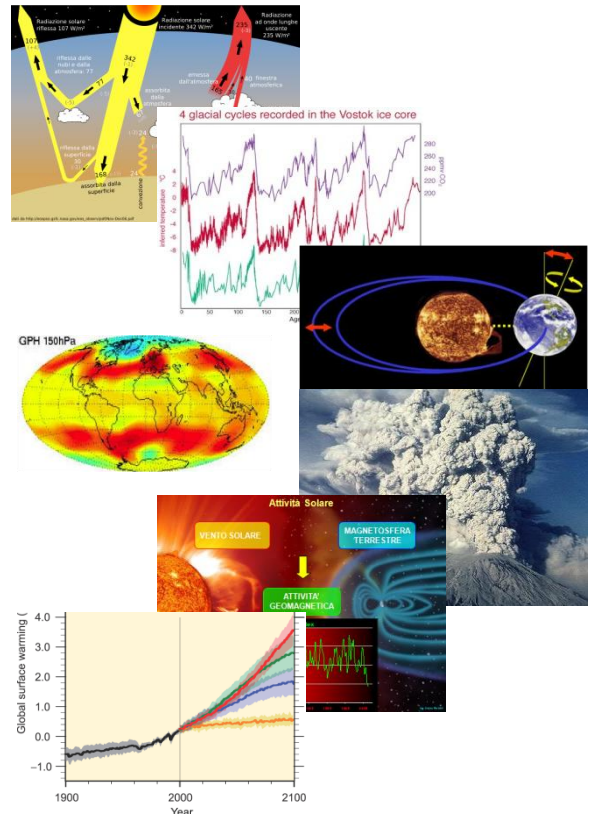 Radiazione solare
riflessa 107 W/m²
Radiazione solare
incidente 342 W/m²
Radiazione
ad onde lunghe
uscente
235 W/m²
107
342
235
riflessa dalle
nubi e dalla
atmosfera: 77
77
emessa
dall'atmosfera
finestra
atmosferica
assorbita
dalla
atmosfera
riflessa dalla
superficie
30
168
assorbita dalla
superficie
24
24
convezione
4 glacial cycles recorded in the Vostok ice core
inferred temperature °C
4
2
0
-2
-4
-6
-8
280
260
240
220
200
ppmv CO2
0
50
100
150
Age
GPH 150hPa
Attività Solare
VENTO SOLARE
MAGNETOSFERA
TERRESTRE
ATTIVITA'
GEOMAGNETICA
Global surface warming (
4.0
3.0
2.0
1.0
0.0
–1.0
1900
2000
2100
Year